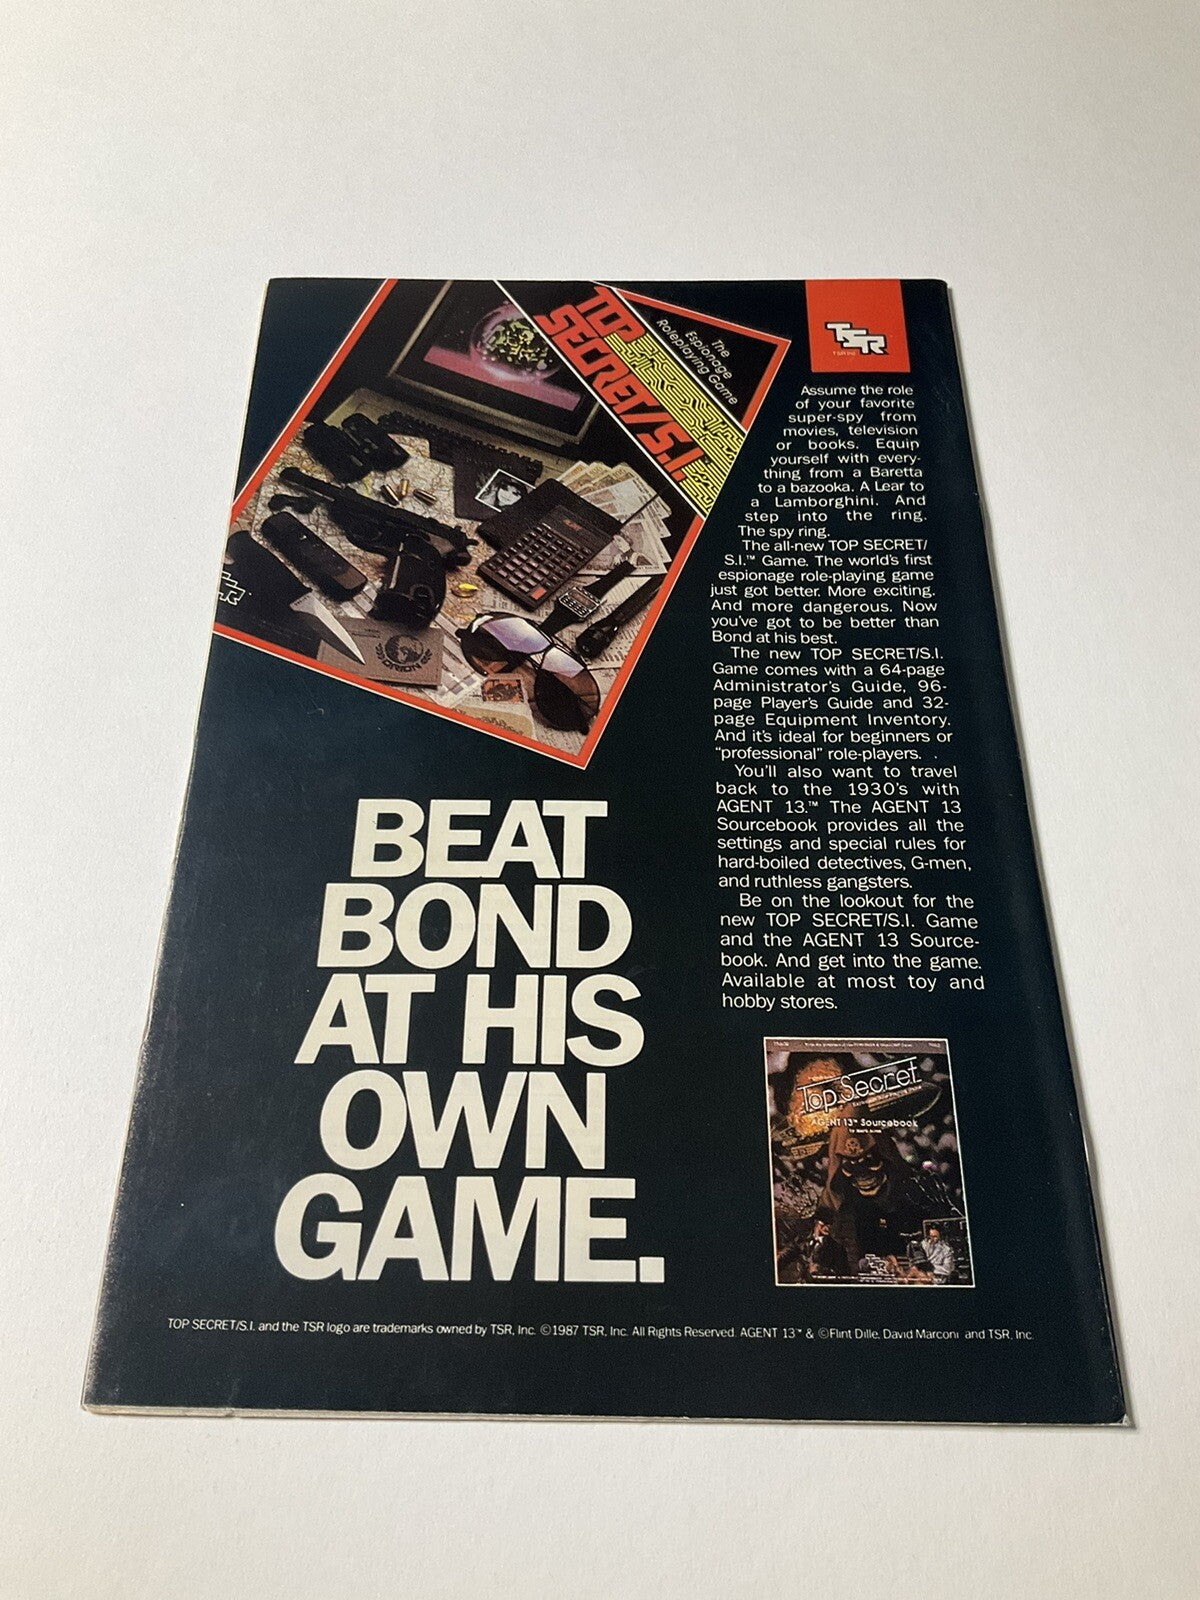 TOP
SECRET/S.I.™
The
Espionage
Roleplaying Game
TSR
TSR Inc.
TSR
ORION
Assume the role
of your favorite
super-spy from
movies, television
or books. Equip
yourself with every-
thing from a Baretta
to a bazooka. A Lear to
a Lamborghini. And
step into the ring.
The spy ring.
The all-new TOP SECRET/
S.I.™ Game. The world's first
espionage role-playing game
just got better. More exciting.
And more dangerous. Now
you've got to be better than
Bond at his best.
The new TOP SECRET/S.I.
Game comes with a 64-page
Administrator's Guide, 96-
page Player's Guide and 32-
page Equipment Inventory.
And it's ideal for beginners or
"professional" role-players.
You'll also want to travel
back to the 1930's with
AGENT 13.™ The AGENT 13
Sourcebook provides all the
settings and special rules for
hard-boiled detectives, G-men,
and ruthless gangsters.
Be on the lookout for the
new TOP SECRET/S.I. Game
and the AGENT 13 Source-
book. And get into the game.
Available at most toy and
hobby stores.
BEAT
BOND
AT HIS
OWN
GAME.
Top Secret
AGENT 13™ Sourcebook
TOP SECRET/S.I. and the TSR logo are trademarks owned by TSR, Inc. ©1987 TSR, Inc. All Rights Reserved. AGENT 13™ & ©Flint Dille, David Marconi and TSR, Inc.